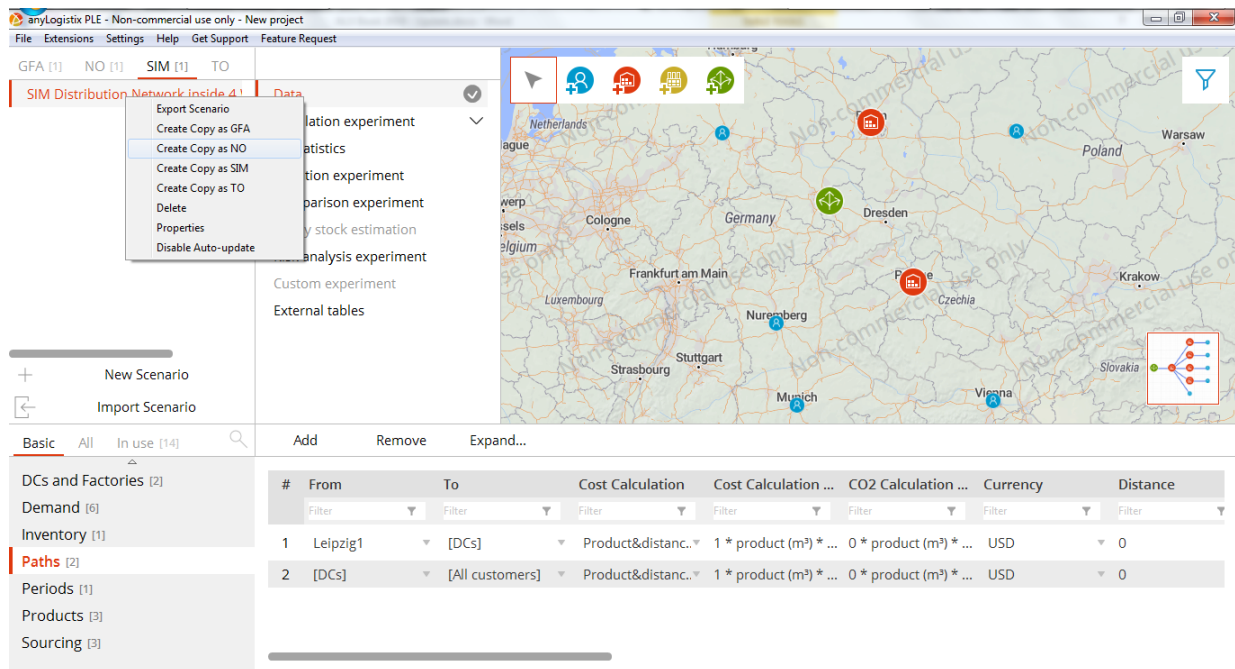 anyLogistix PLE - Non-commercial use only - New project
File Extensions Settings Help Get Support Feature Request
GFA [1] NO [1] SIM [1] TO
SIM Distribution Network inside 4
Data
Export Scenario
Create Copy as GFA
Create Copy as NO
Create Copy as SIM
Create Copy as TO
Delete
Properties
Disable Auto-update
experiment
experiment
experiment
stock estimation
analysis experiment
Custom experiment
External tables
New Scenario
Import Scenario
Netherlands
Warsaw
Poland
Cologne
Germany
Dresden
Frankfurt am Main
Krakow
Luxembourg
Czechia
Nuremberg
Stuttgart
Strasbourg
Slovakia
Munich
Vienna
Non-commercial use only
Basic All In use [14]
Add Remove Expand...
DCs and Factories [2]
Demand [6]
Inventory [1]
Paths [2]
Periods [1]
Products [3]
Sourcing [3]
# From To Cost Calculation Cost Calculation ... CO2 Calculation ... Currency Distance
Filter Filter Filter Filter Filter Filter Filter
1 Leipzig1 [DCs] Product&distanc.. 1 * product (m³) * ... 0 * product (m³) * ... USD 0
2 [DCs] [All customers] Product&distanc.. 1 * product (m³) * ... 0 * product (m³) * ... USD 0